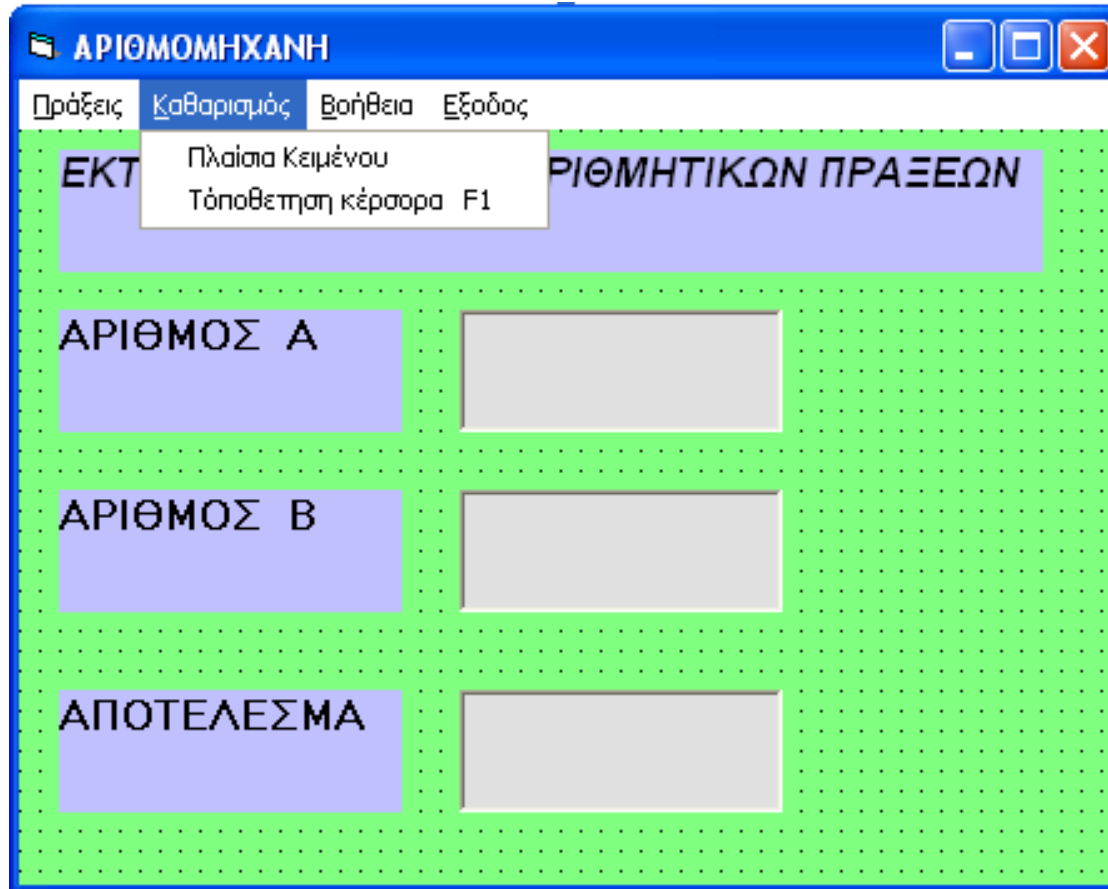 ΑΡΙΘΜΟΜΗΧΑΝΗ
Πράξεις Καθαρισμός Βοήθεια Εξοδος
Πλαίσια Κειμένου
Τόποθετηση κέρσορα F1
ΕΚΤ ΡΙΘΜΗΤΙΚΩΝ ΠΡΑΞΕΩΝ
ΑΡΙΘΜΟΣ Α
ΑΡΙΘΜΟΣ Β
ΑΠΟΤΕΛΕΣΜΑ